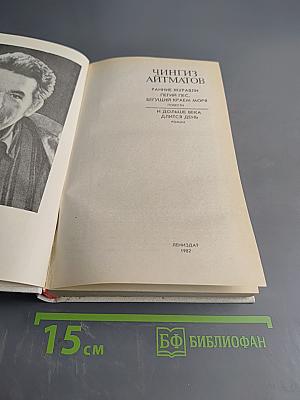 ЧИНГИЗ
АЙТМАТОВ
РАННИЕ ЖУРАВЛИ
ПЕГИЙ ПЕС,
БЕГУЩИЙ КРАЕМ МОРЯ
ПОВЕСТИ
И ДОЛЬШЕ ВЕКА
ДЛИТСЯ ДЕНЬ
РОМАН
ЛЕНИЗДАТ
1982
15 см
БФ БИБЛИОФАН